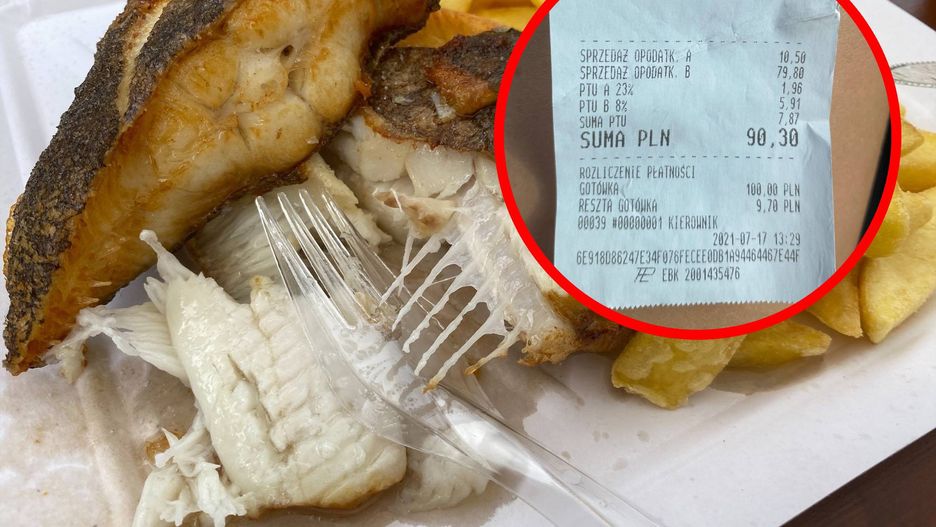 SPRZEDAŻ OPODATK. A 10,50
SPRZEDAŻ OPODATK. B 79,80
PTU A 23% 1,96
PTU B 8% 5,91
SUMA PTU 7,87
SUMA PLN 90,30
ROZLICZENIE PŁATNOŚCI
GOTÓWKA 100,00 PLN
RESZTA GOTÓWKA 9,70 PLN
00039 #00000001 KIEROWNIK
2021-07-17 13:29
6E918D86247E34F076FECEE0DB1A94464467E44F
EBK 2001435476